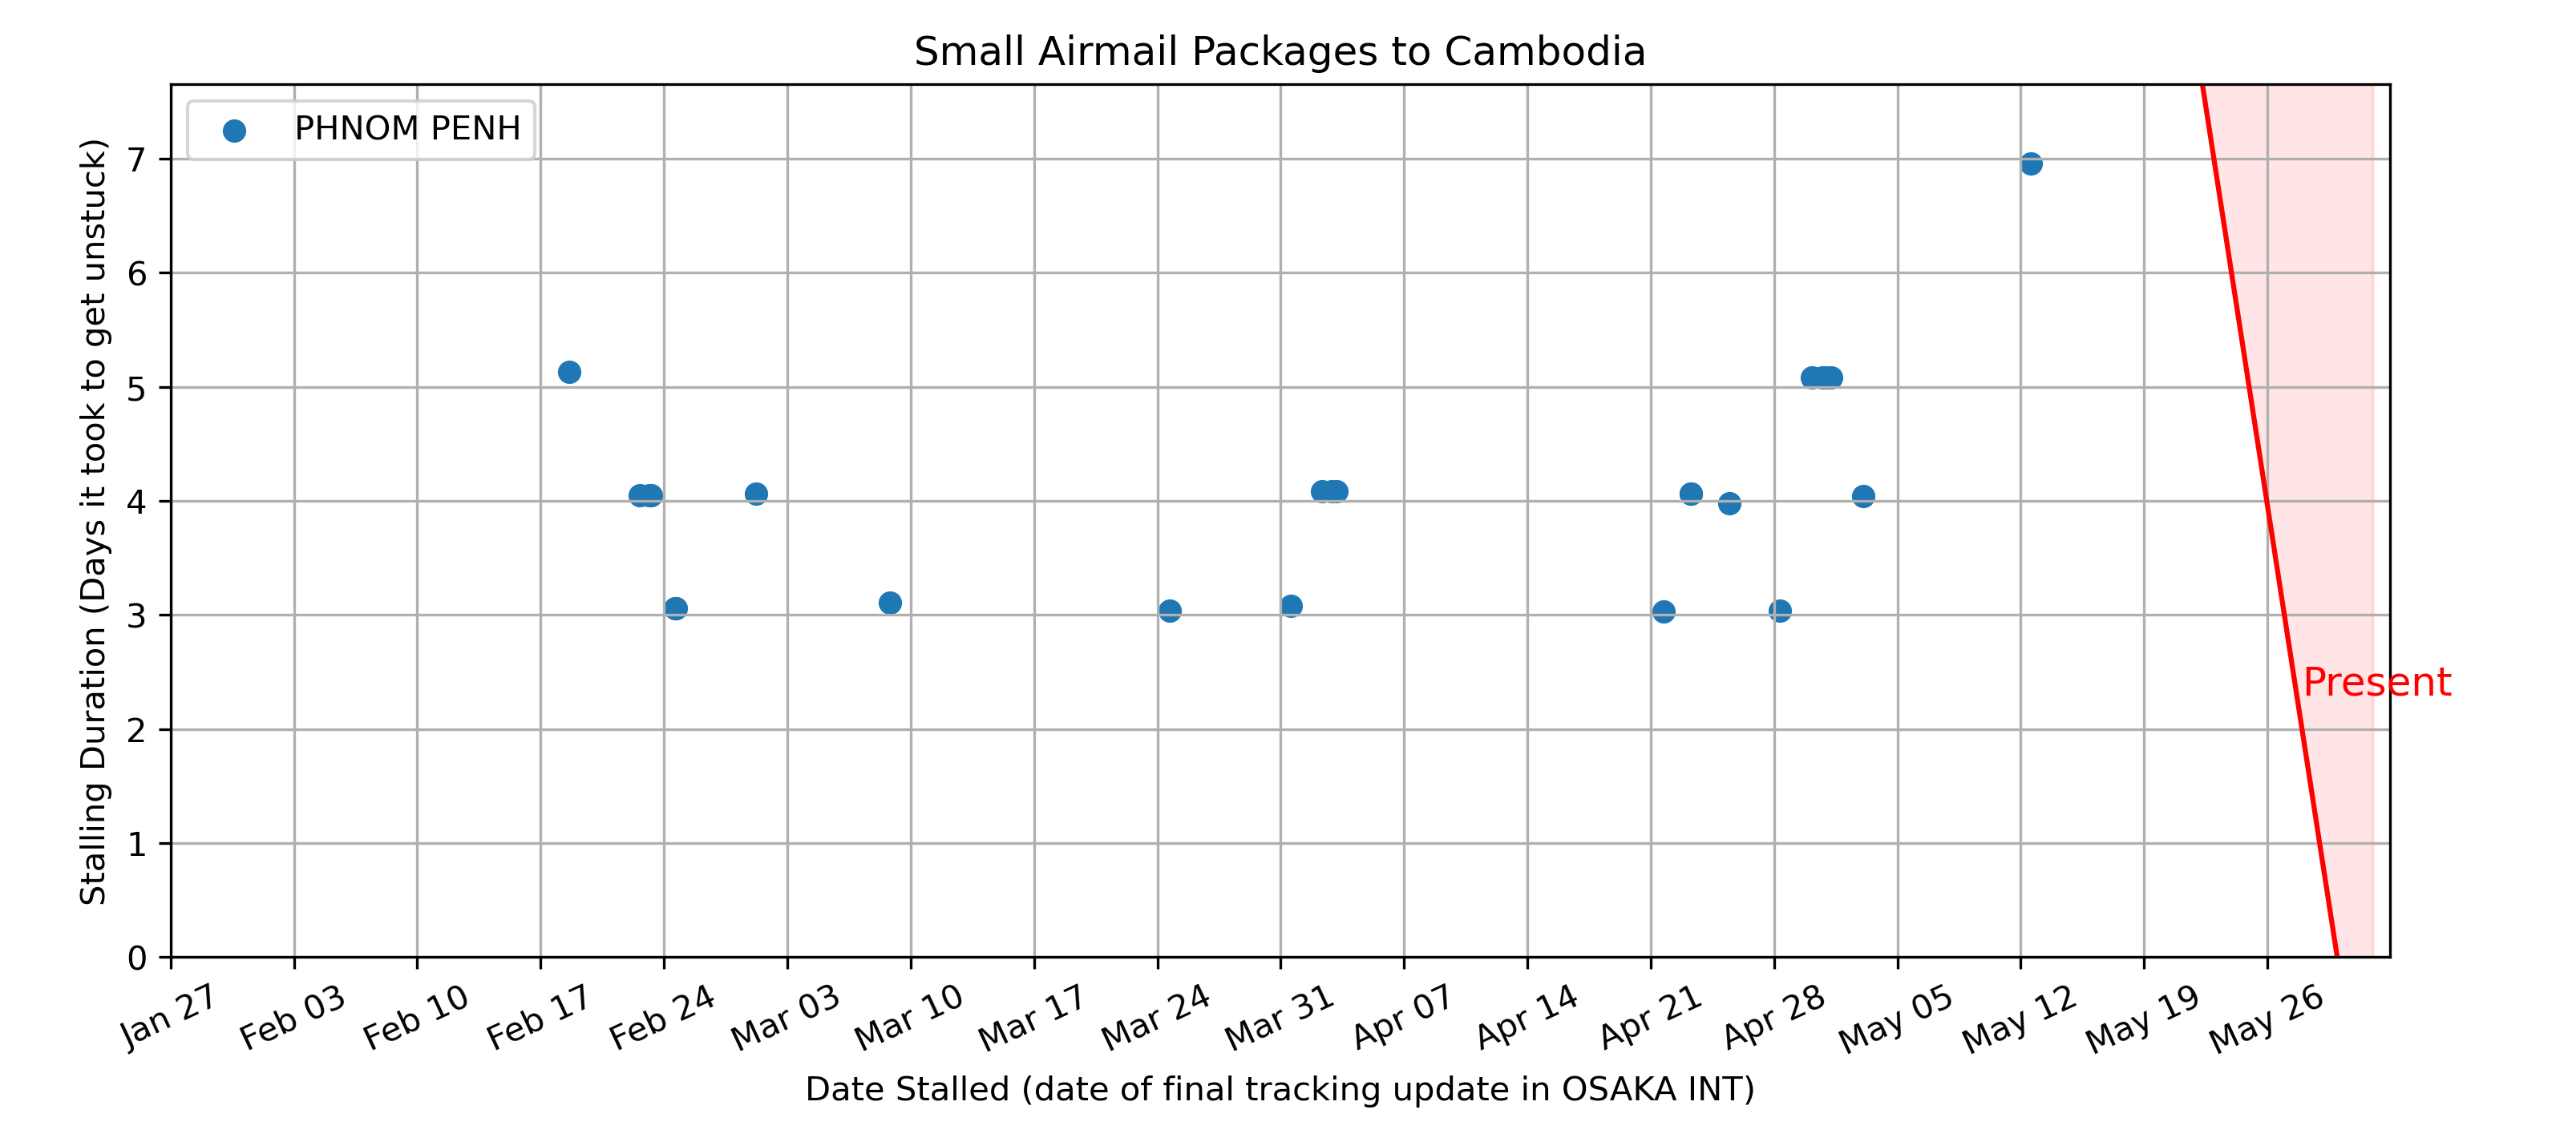 Small Airmail Packages to Cambodia
PHNOM PENH
Stalling Duration (Days it took to get unstuck)
7
6
5
4
3
2
1
0
Present
Jan 27
Feb 03
Feb 10
Feb 17
Feb 24
Mar 03
Mar 10
Mar 17
Mar 24
Mar 31
Apr 07
Apr 14
Apr 21
Apr 28
May 05
May 12
May 19
May 26
Date Stalled (date of final tracking update in OSAKA INT)